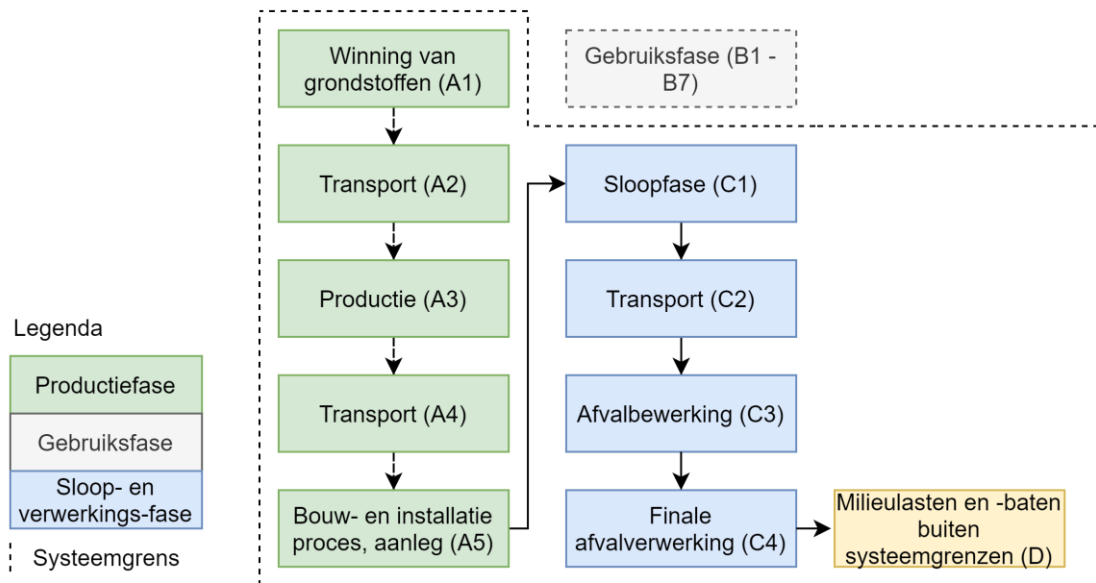 Winning van
grondstoffen (A1)
Transport (A2)
Productie (A3)
Transport (A4)
Bouw- en installatie
proces, aanleg (A5)
Gebruiksfase (B1 -
B7)
Sloopfase (C1)
Transport (C2)
Afvalbewerking (C3)
Finale
afvalverwerking (C4)
Milieulasten en -baten
buiten
systeemgrenzen (D)
Legenda
Productiefase
Gebruiksfase
Sloop- en
verwerkings-fase
Systeemgrens